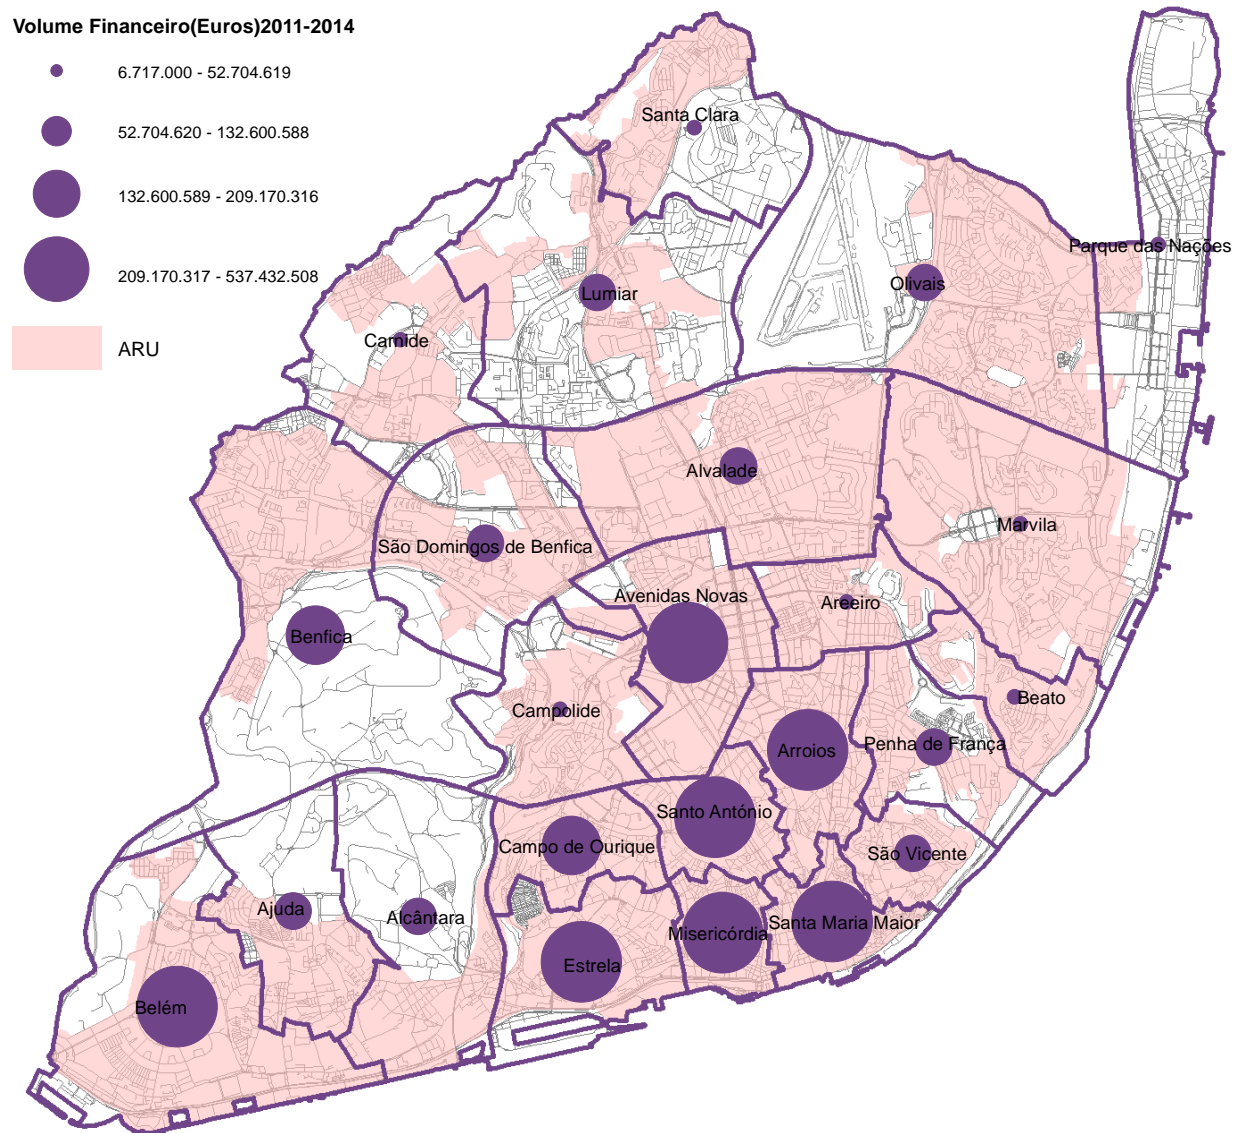 Volume Financeiro(Euros)2011-2014
6.717.000 - 52.704.619
52.704.620 - 132.600.588
132.600.589 - 209.170.316
209.170.317 - 537.432.508
ARU
Santa Clara
Parque das Nações
Olivais
Lumiar
Carnide
Alvalade
Marvila
São Domingos de Benfica
Avenidas Novas
Areeiro
Benfica
Beato
Campolide
Penha de França
Arroios
Santo António
Campo de Ourique
São Vicente
Ajuda
Alcântara
Santa Maria Maior
Misericórdia
Estrela
Belém